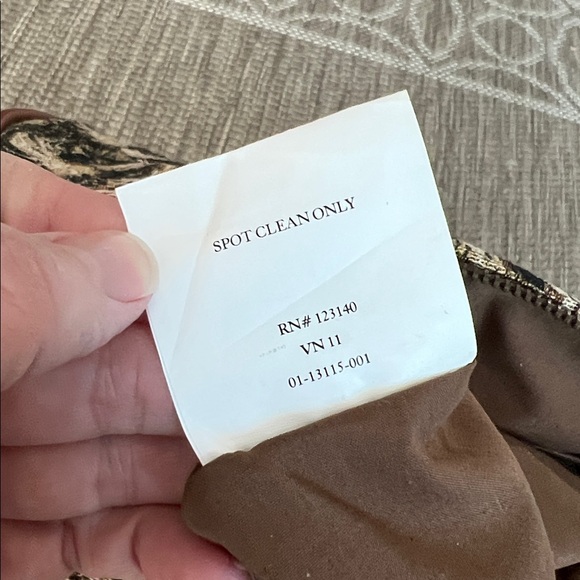 SPOT CLEAN ONLY
RN# 123140
VN 11
01-13115-001